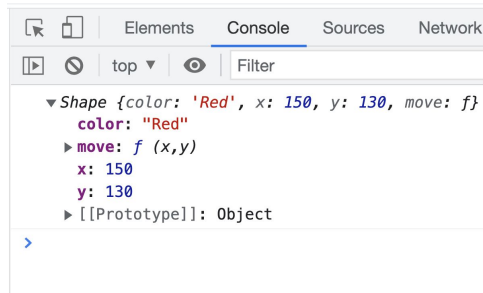 Elements Console Sources Network
top ▼ Filter
▼Shape {color: 'Red', x: 150, y: 130, move: ƒ}
color: "Red"
▶move: ƒ (x,y)
x: 150
y: 130
▶[[Prototype]]: Object
>